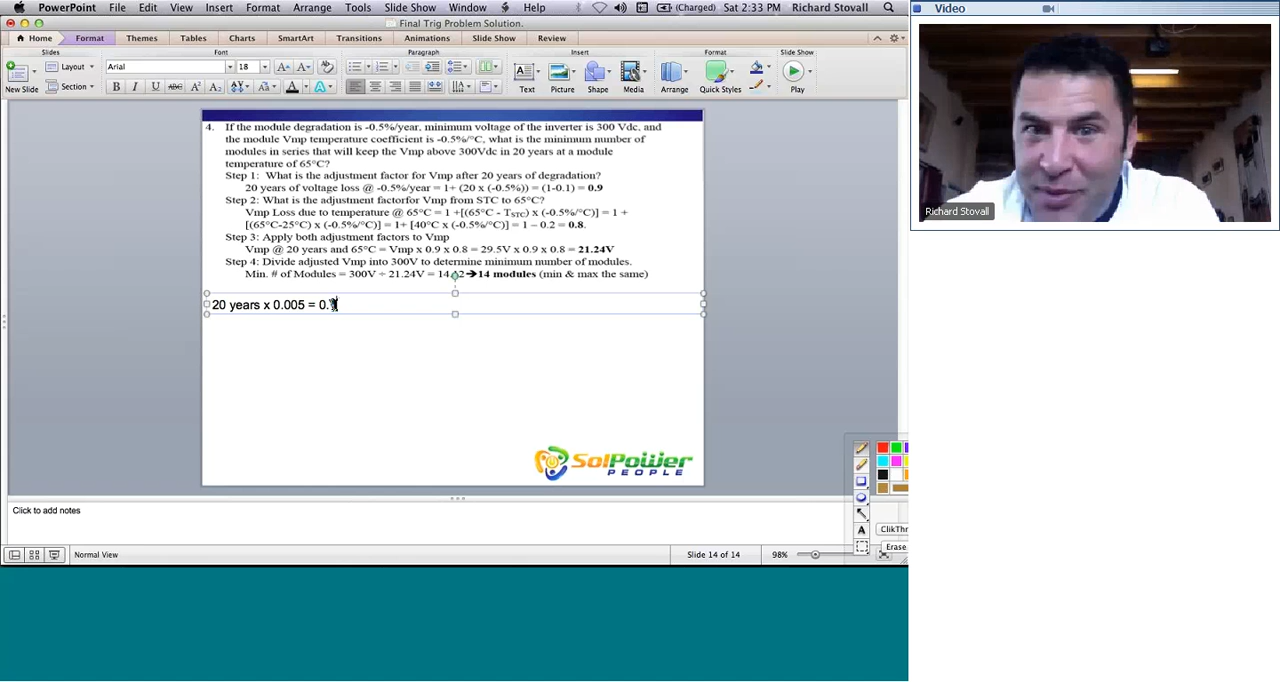 PowerPoint File Edit View Insert Format Arrange Tools Slide Show Window Help (Charged) Sat 2:33 PM Richard Stovall
Video
Final Trig Problem Solution.
Home Format Themes Tables Charts SmartArt Transitions Animations Slide Show Review
Slides Font Paragraph Insert Format Slide Show
Layout Arial 18
New Slide Section B I U ABC A² A₂ Text Picture Shape Media Arrange Quick Styles Play
4. If the module degradation is -0.5%/year, minimum voltage of the inverter is 300 Vdc, and
the module Vmp temperature coefficient is -0.5%/°C, what is the minimum number of
modules in series that will keep the Vmp above 300Vdc in 20 years at a module
temperature of 65°C?
Step 1: What is the adjustment factor for Vmp after 20 years of degradation?
20 years of voltage loss @ -0.5%/year = 1+ (20 x (-0.5%)) = (1-0.1) = 0.9
Step 2: What is the adjustment factorfor Vmp from STC to 65°C?
Vmp Loss due to temperature @ 65°C = 1 +[(65°C - TSTC) x (-0.5%/°C)] = 1 +
[(65°C-25°C) x (-0.5%/°C)] = 1+ [40°C x (-0.5%/°C)] = 1 – 0.2 = 0.8.
Step 3: Apply both adjustment factors to Vmp
Vmp @ 20 years and 65°C = Vmp x 0.9 x 0.8 = 29.5V x 0.9 x 0.8 = 21.24V
Step 4: Divide adjusted Vmp into 300V to determine minimum number of modules.
Min. # of Modules = 300V ÷ 21.24V = ➔14 modules (min & max the same)
20 years x 0.005 = 0.
SolPower
PEOPLE
Richard Stovall
ClikThr
Erase
Click to add notes
Normal View Slide 14 of 14 98%